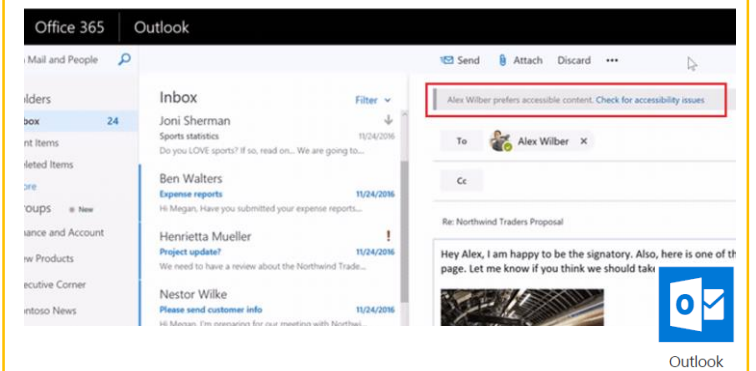 Office 365 Outlook
Mail and People
Send Attach Discard •••
lders
box 24
nt Items
leted Items
ore
oups New
ance and Account
w Products
ecutive Corner
ntoso News
Inbox Filter
Joni Sherman
Sports statistics 11/24/2016
Do you LOVE sports? If so, read on... We are going to...
Ben Walters
Expense reports 11/24/2016
Hi Megan, Have you submitted your expense reports...
Henrietta Mueller !
Project update? 11/24/2016
We need to have a review about the Northwind Trade...
Nestor Wilke
Please send customer info 11/24/2016
Hi Megan, I'm preparing for our meeting with Northwi...
Alex Wilber prefers accessible content. Check for accessibility issues
To Alex Wilber ×
Cc
Re: Northwind Traders Proposal
Hey Alex, I am happy to be the signatory. Also, here is one of th
page. Let me know if you think we should take
Outlook